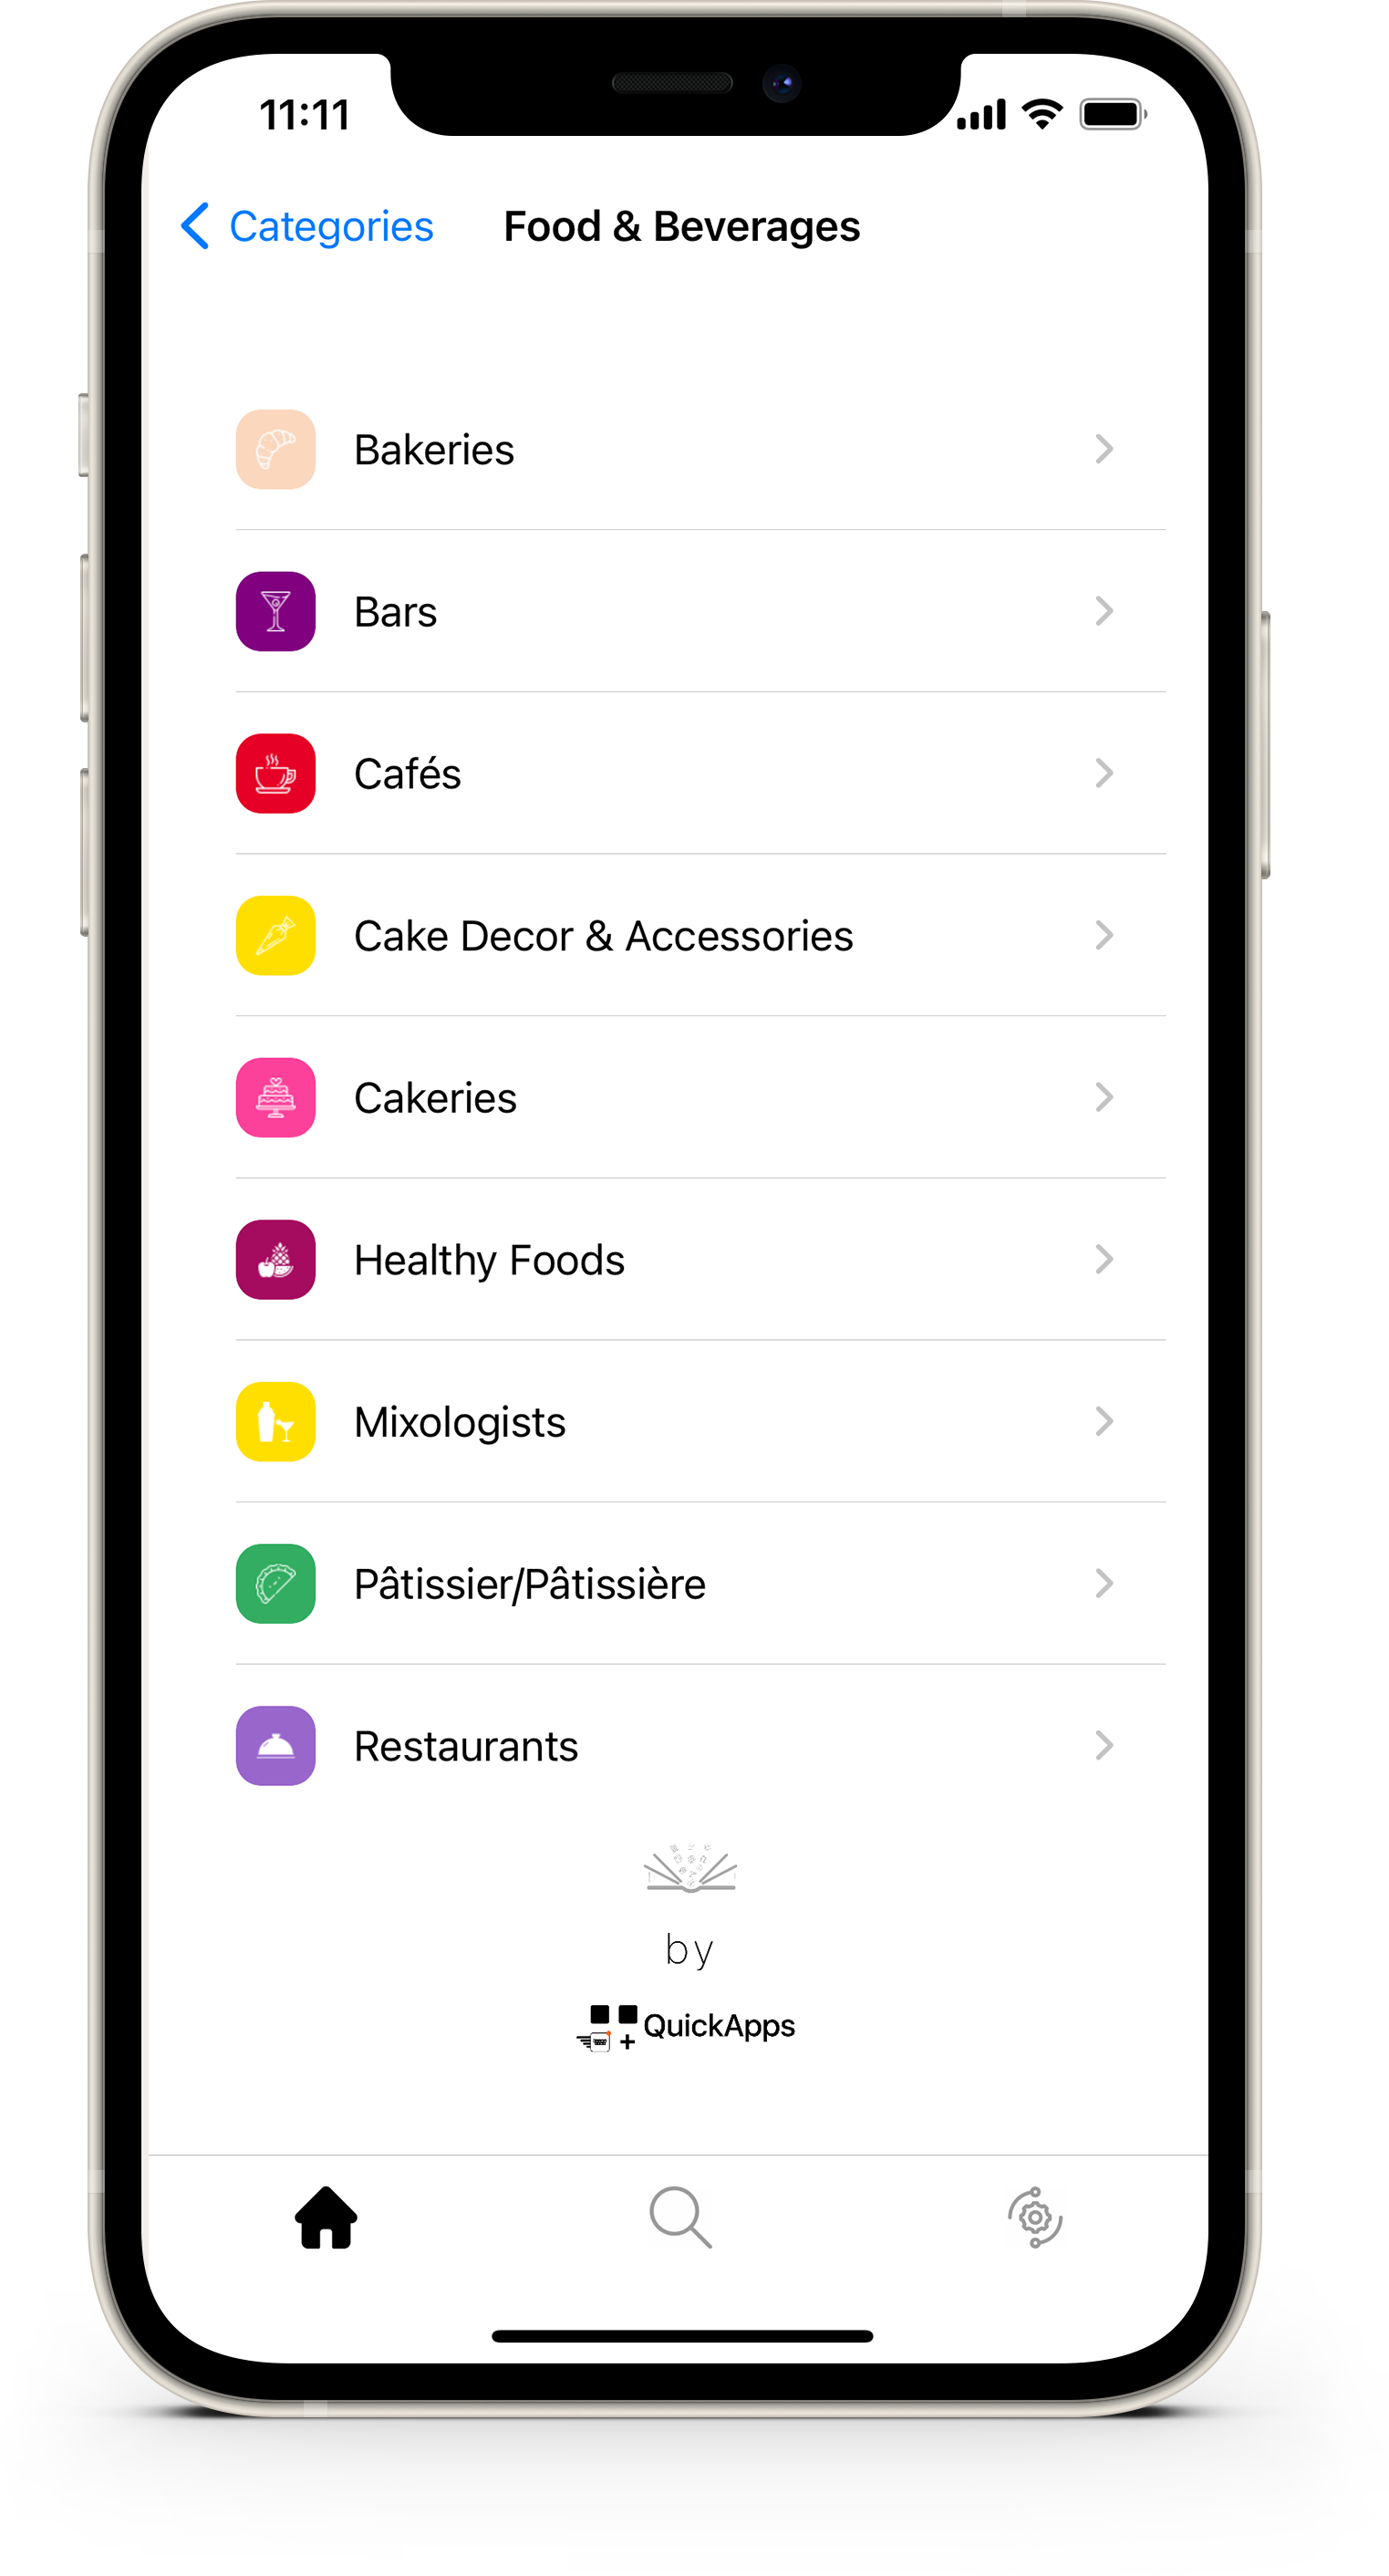 11:11
Categories
Food & Beverages
Bakeries
Bars
Cafés
Cake Decor & Accessories
Cakeries
Healthy Foods
Mixologists
Pâtissier/Pâtissière
Restaurants
by
QuickApps